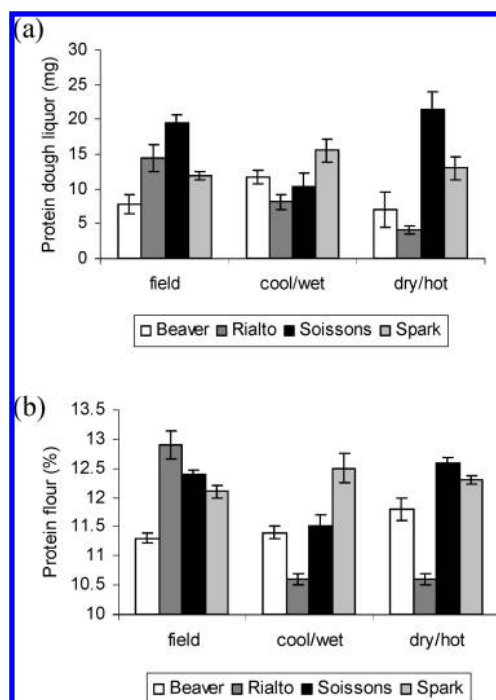 (a)
Protein dough liquor (mg)
30
25
20
15
10
5
0
field cool/wet dry/hot
Beaver Rialto Soissons Spark
(b)
Protein flour (%)
13.5
13
12.5
12
11.5
11
10.5
10
field cool/wet dry/hot
Beaver Rialto Soissons Spark